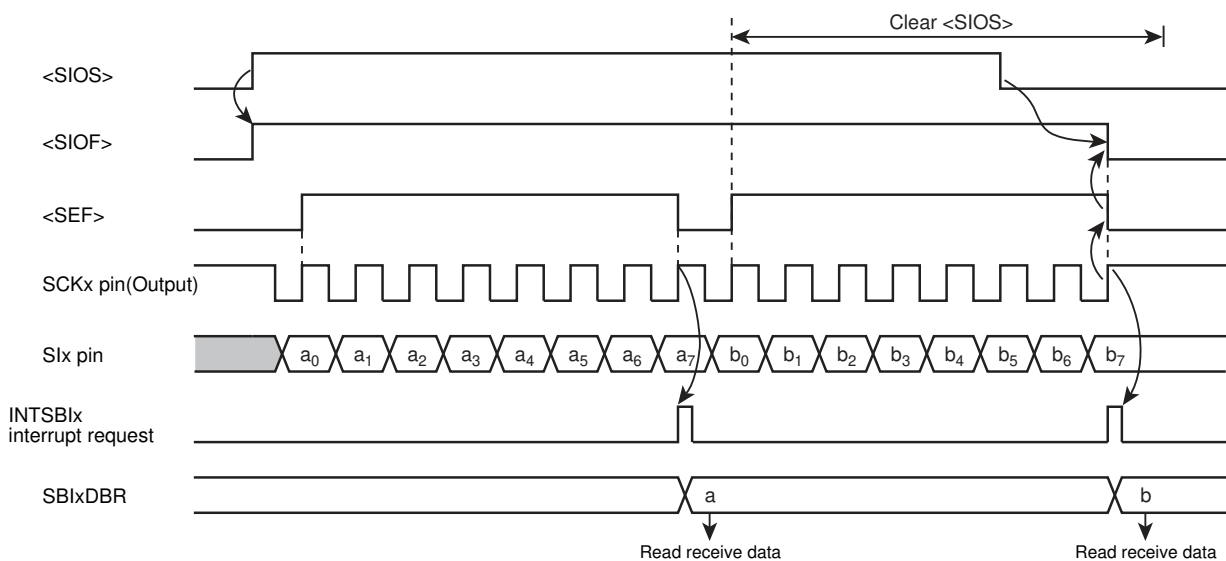 Clear <SIOS>
<SIOS>
<SIOF>
<SEF>
SCKx pin(Output)
SIx pin
a0 a1 a2 a3 a4 a5 a6 a7 b0 b1 b2 b3 b4 b5 b6 b7
INTSBIx
interrupt request
SBIxDBR
a
b
Read receive data
Read receive data